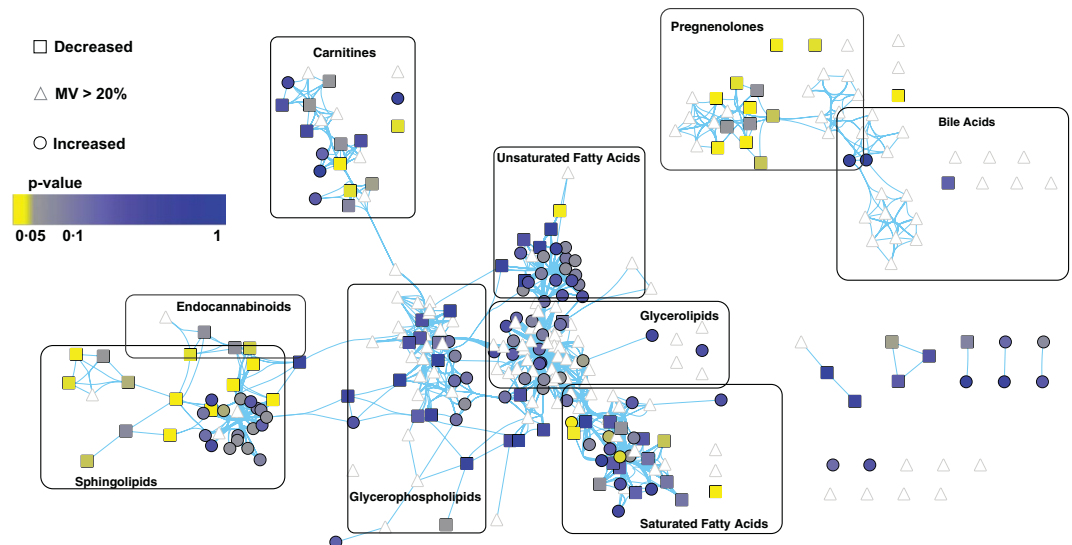 Decreased
MV > 20%
Increased
p-value
0·05 0·1 1
Carnitines
Pregnenolones
Bile Acids
Unsaturated Fatty Acids
Endocannabinoids
Glycerolipids
Sphingolipids
Glycerophospholipids
Saturated Fatty Acids